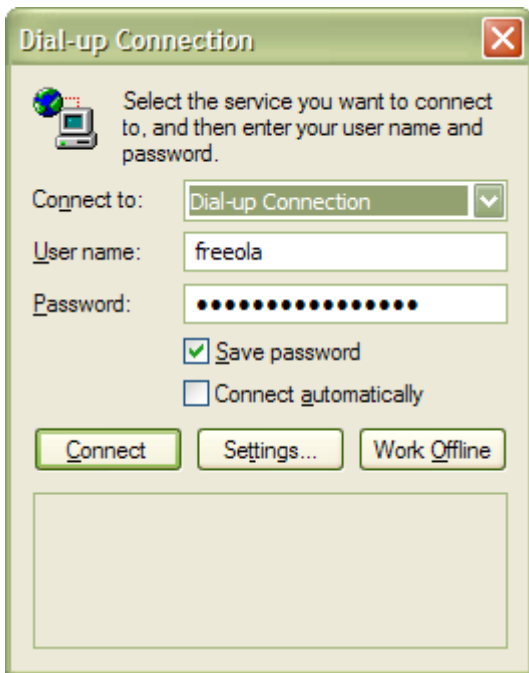 Dial-up Connection
Select the service you want to connect
to, and then enter your user name and
password.
Connect to: Dial-up Connection
User name: freeola
Password: ••••••••••••••••
Save password
Connect automatically
Connect Settings... Work Offline